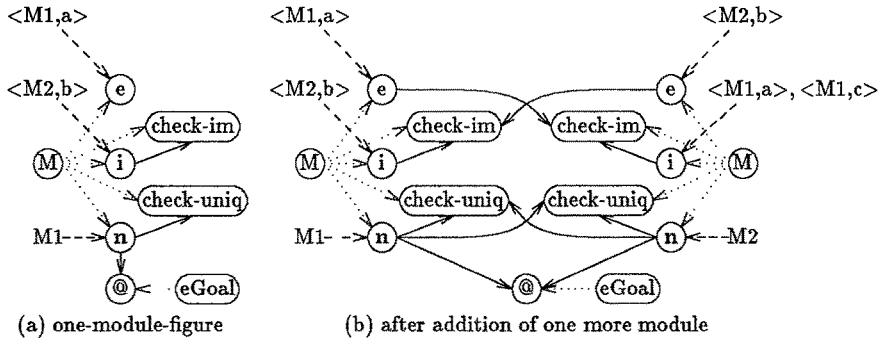 <M1,a> <M1,a> <M2,b>
e e e
<M2,b> <M2,b> <M1,a>, <M1,c>
check-im check-im check-im
M i i i M
check-uniq check-uniq check-uniq
M1 n M1 n n M2
@ eGoal @ eGoal
(a) one-module-figure (b) after addition of one more module